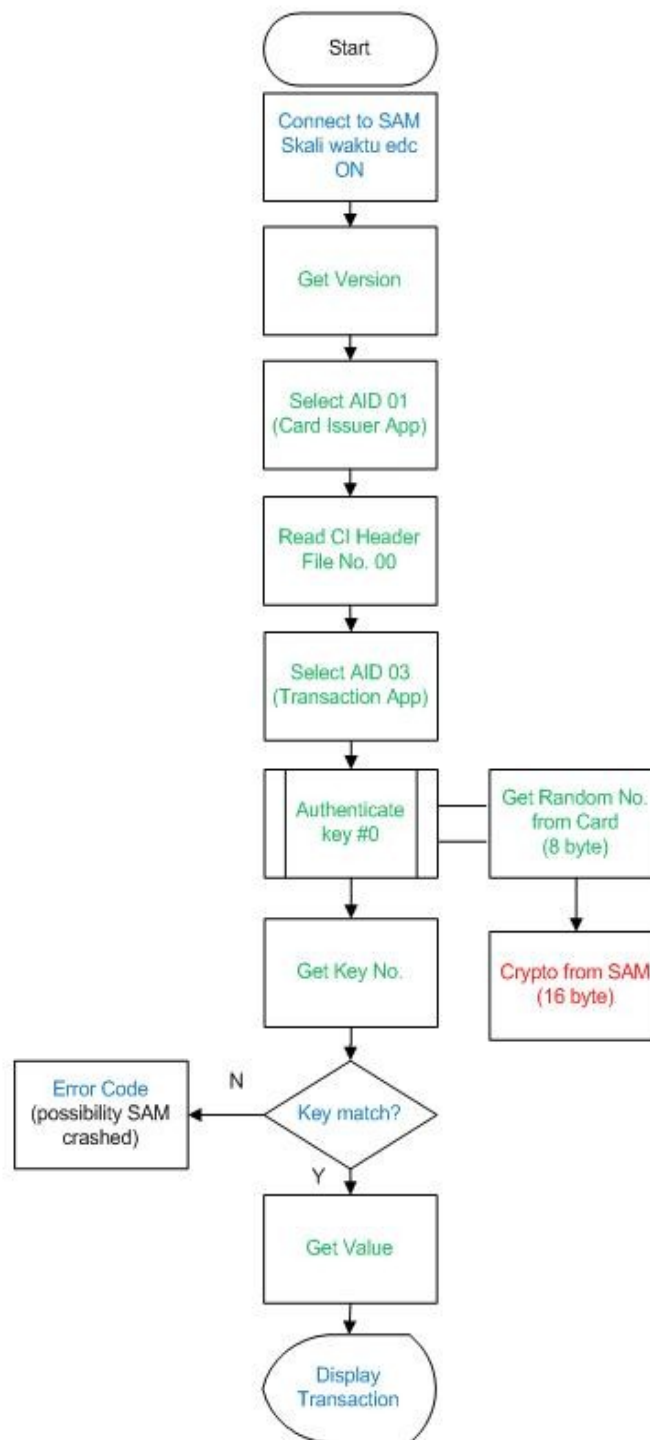 Start
Connect to SAM
Skali waktu edc
ON
Get Version
Select AID 01
(Card Issuer App)
Read CI Header
File No. 00
Select AID 03
(Transaction App)
Authenticate
key #0
Get Random No.
from Card
(8 byte)
Get Key No.
Crypto from SAM
(16 byte)
Error Code
(possibility SAM
crashed)
N
Key match?
Y
Get Value
Display
Transaction